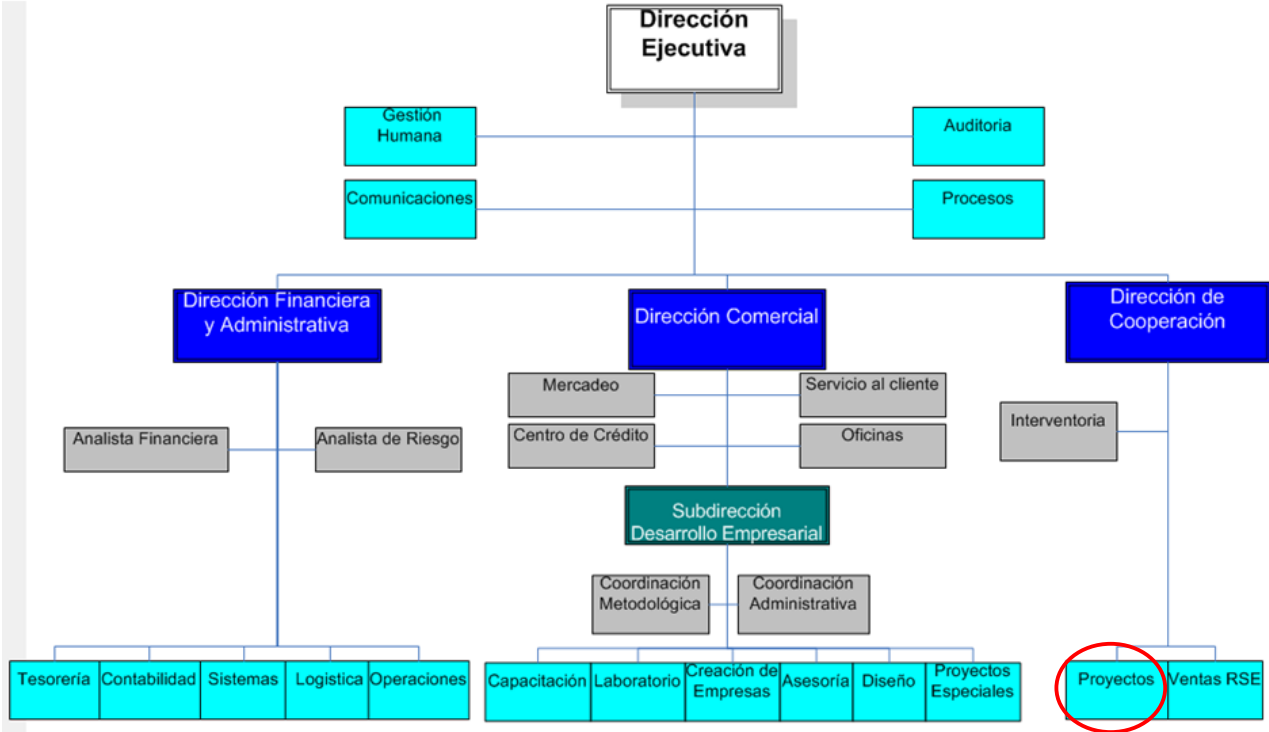 Dirección
Ejecutiva
Gestión
Humana
Auditoria
Comunicaciones
Procesos
Dirección Financiera
y Administrativa
Dirección Comercial
Dirección de
Cooperación
Mercadeo
Servicio al cliente
Interventoria
Analista Financiera
Analista de Riesgo
Centro de Crédito
Oficinas
Subdirección
Desarrollo Empresarial
Coordinación
Metodológica
Coordinación
Administrativa
Tesorería
Contabilidad
Sistemas
Logistica
Operaciones
Capacitación
Laboratorio
Creación de
Empresas
Asesoría
Diseño
Proyectos
Especiales
Proyectos
Ventas RSE